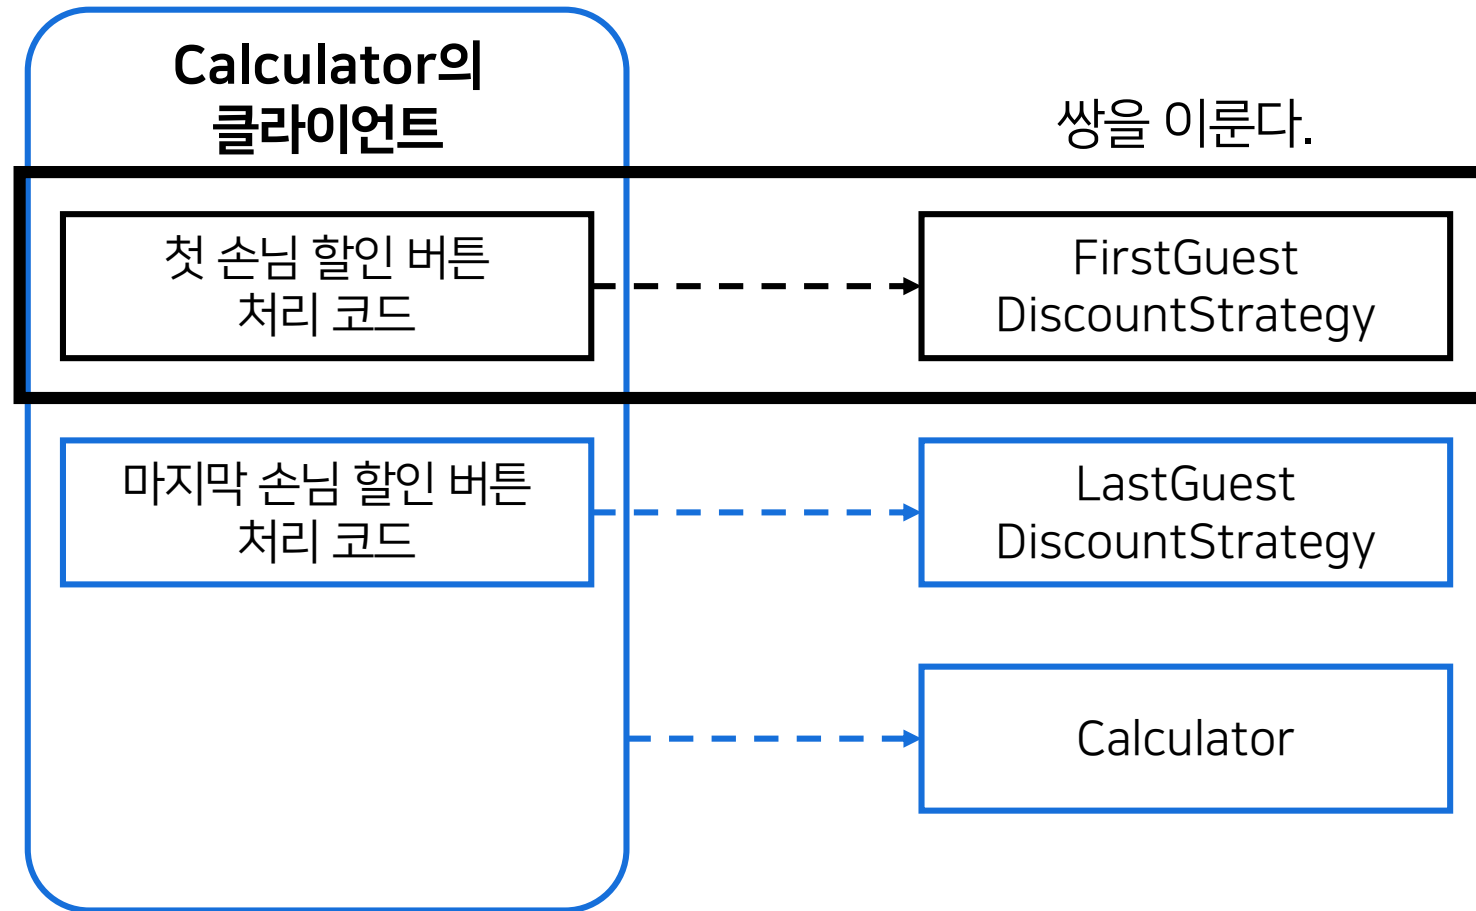 Calculator의
클라이언트
쌍을 이룬다.
첫 손님 할인 버튼
처리 코드
FirstGuest
DiscountStrategy
마지막 손님 할인 버튼
처리 코드
LastGuest
DiscountStrategy
Calculator